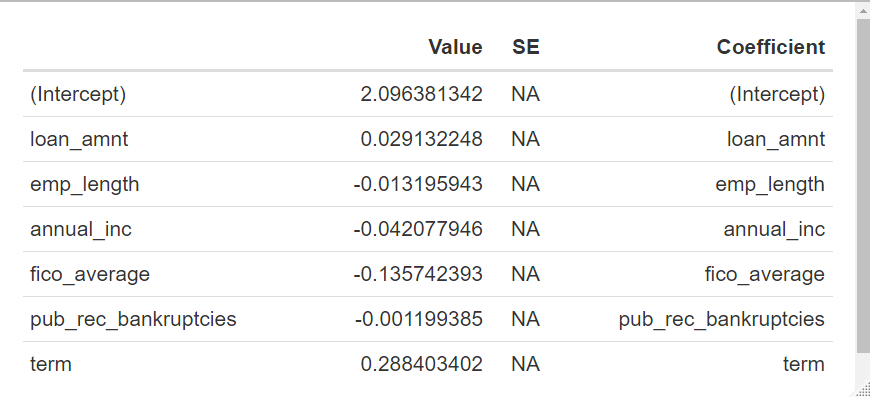 Value SE Coefficient
(Intercept) 2.096381342 NA (Intercept)
loan_amnt 0.029132248 NA loan_amnt
emp_length -0.013195943 NA emp_length
annual_inc -0.042077946 NA annual_inc
fico_average -0.135742393 NA fico_average
pub_rec_bankruptcies -0.001199385 NA pub_rec_bankruptcies
term 0.288403402 NA term